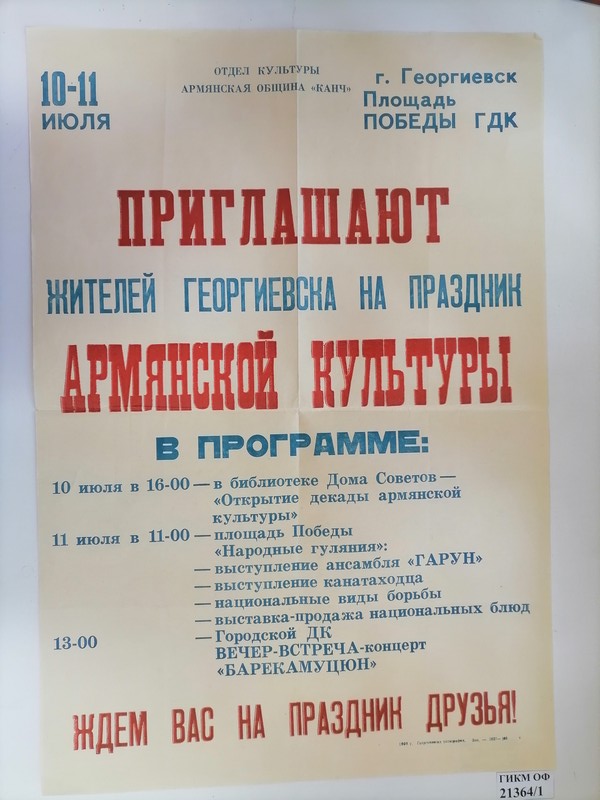 10-11
ИЮЛЯ
ОТДЕЛ КУЛЬТУРЫ
АРМЯНСКАЯ ОБЩИНА «КАНЧ»
г. Георгиевск
Площадь
ПОБЕДЫ ГДК
ПРИГЛАШАЮТ
ЖИТЕЛЕЙ ГЕОРГИЕВСКА НА ПРАЗДНИК
АРМЯНСКОЙ КУЛЬТУРЫ
В ПРОГРАММЕ:
10 июля в 16-00 — в библиотеке Дома Советов —
«Открытие декады армянской
культуры»
11 июля в 11-00 — площадь Победы
«Народные гуляния»:
— выступление ансамбля «ГАРУН»
— выступление канатаходца
— национальные виды борьбы
— выставка-продажа национальных блюд
13-00 — Городской ДК
ВЕЧЕР-ВСТРЕЧА-концерт
«БАРЕКАМУЦЮН»
ЖДЕМ ВАС НА ПРАЗДНИК ДРУЗЬЯ!
ГИКМ ОФ
21364/1